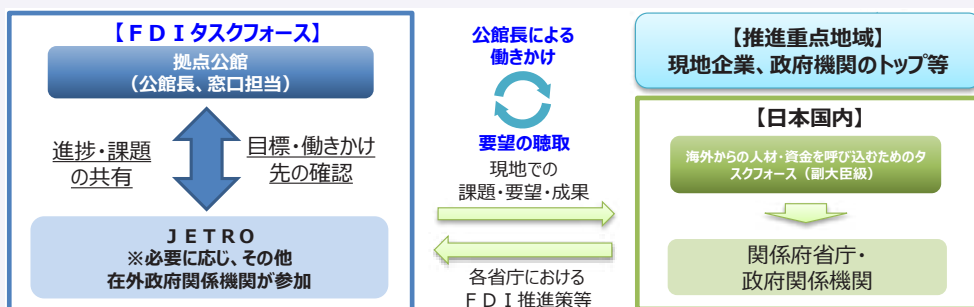 【ＦＤＩタスクフォース】
拠点公館
（公館長、窓口担当）
進捗・課題
の共有
目標・働きかけ
先の確認
ＪＥＴＲＯ
※必要に応じ、その他
在外政府関係機関が参加
公館長による
働きかけ
要望の聴取
現地での
課題・要望・成果
各省庁における
ＦＤＩ推進策等
【推進重点地域】
現地企業、政府機関のトップ等
【日本国内】
海外からの人材・資金を呼び込むためのタ
スクフォース（副大臣級）
関係府省庁・
政府関係機関